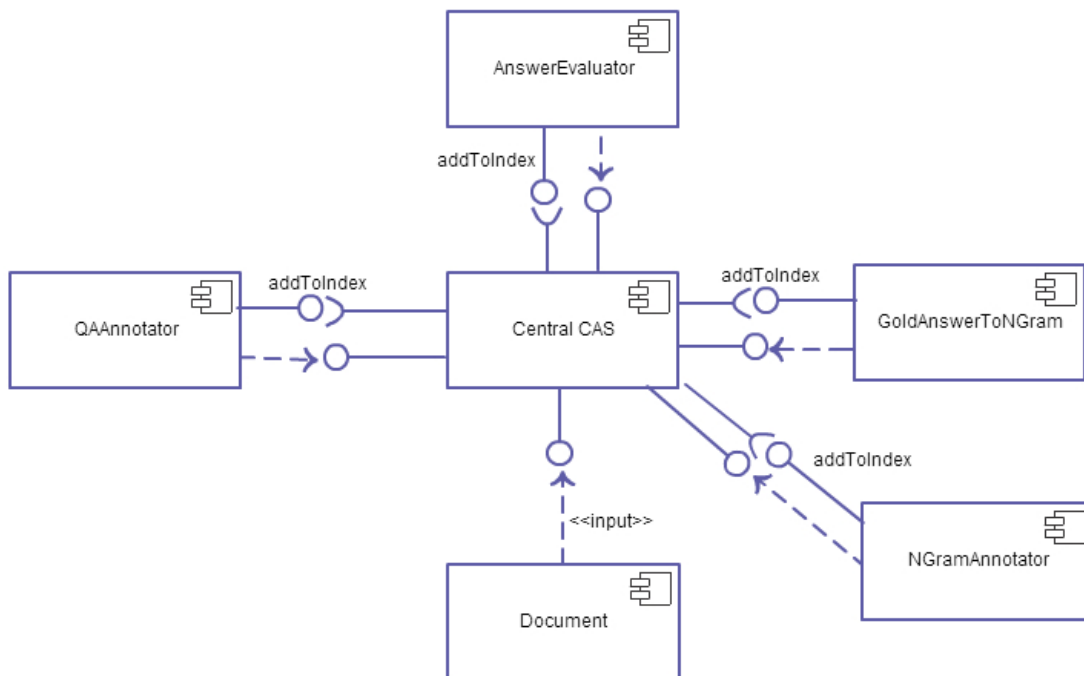 AnswerEvaluator
addToIndex
addToIndex
addToIndex
QAAnnotator
Central CAS
GoldAnswerToNGram
addToIndex
<<input>>
NGramAnnotator
Document